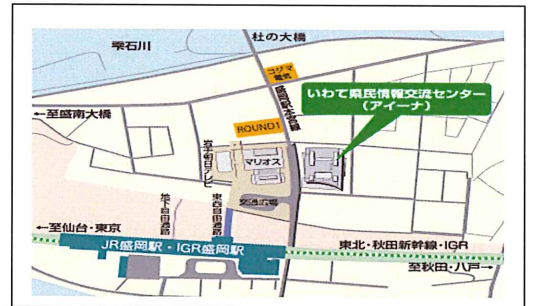 雫石川
杜の大橋
コジマ
電気
盛岡駅本宮線
いわて県民情報交流センター
(アイーナ)
←至盛南大橋
ROUND1
岩手朝日テレビ
マリオス
交通広場
地下自由通路
東西自由通路
←至仙台・東京
JR盛岡駅・IGR盛岡駅
東北・秋田新幹線・IGR
至秋田・八戸→